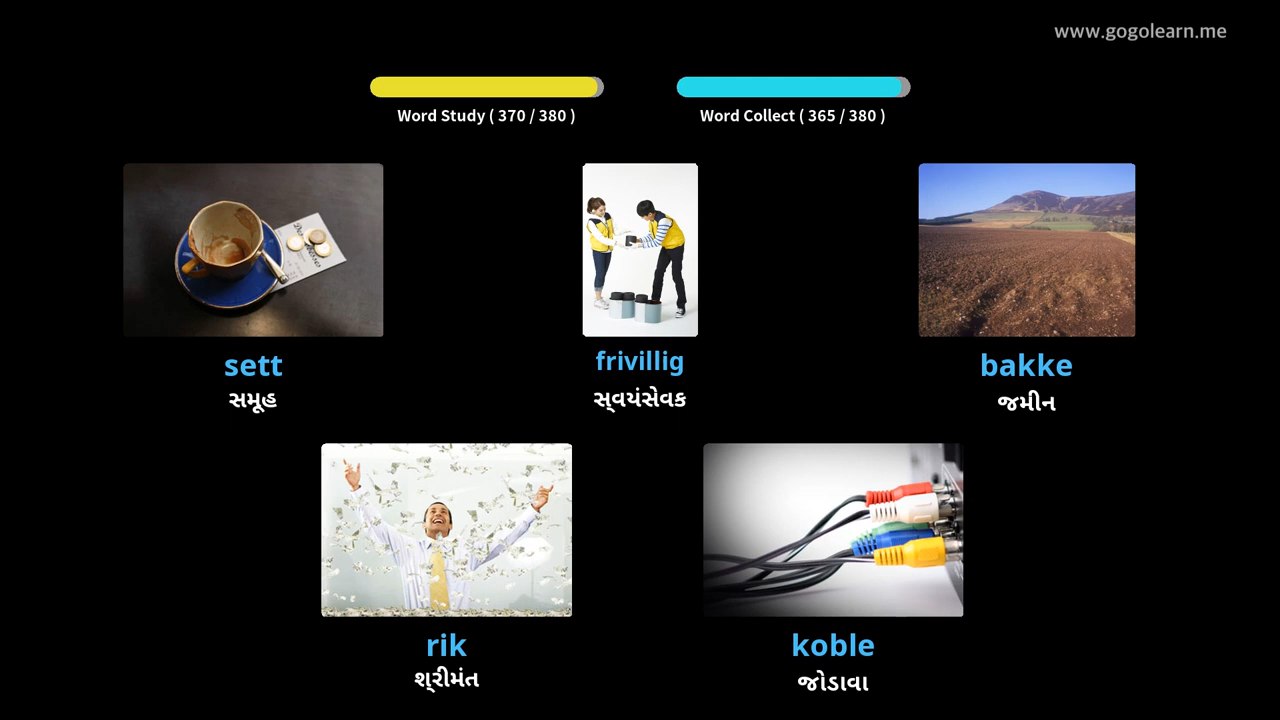 www.gogolearn.me
Word Study ( 370 / 380 )
Word Collect ( 365 / 380 )
sett
સમૂહ
frivillig
સ્વયંસેવક
bakke
જમીન
rik
શ્રીમંત
koble
જોડાવા